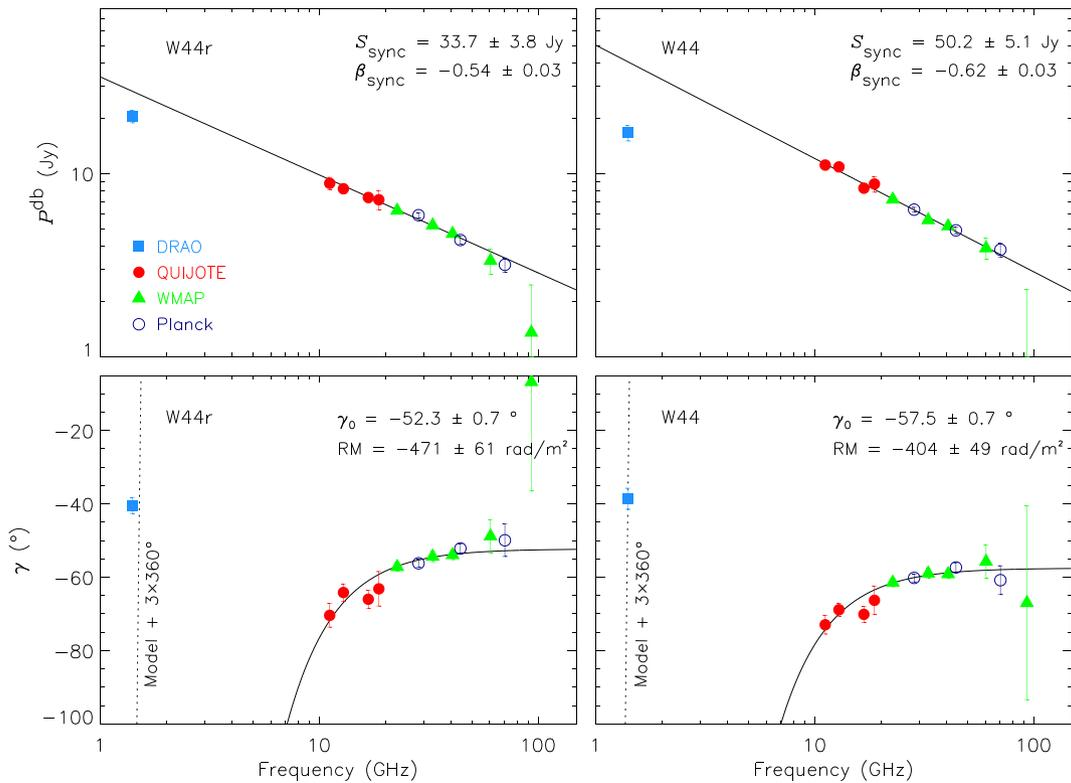 W44r
S_sync = 33.7 ± 3.8 Jy
β_sync = −0.54 ± 0.03
W44
S_sync = 50.2 ± 5.1 Jy
β_sync = −0.62 ± 0.03
P^db (Jy)
10
1
DRAO
QUIJOTE
WMAP
Planck
W44r
γ₀ = −52.3 ± 0.7 °
RM = −471 ± 61 rad/m²
W44
γ₀ = −57.5 ± 0.7 °
RM = −404 ± 49 rad/m²
γ (°)
−20
−40
−60
−80
−100
Model + 3×360°
Model + 3×360°
1 10 100
1 10 100
Frequency (GHz)
Frequency (GHz)